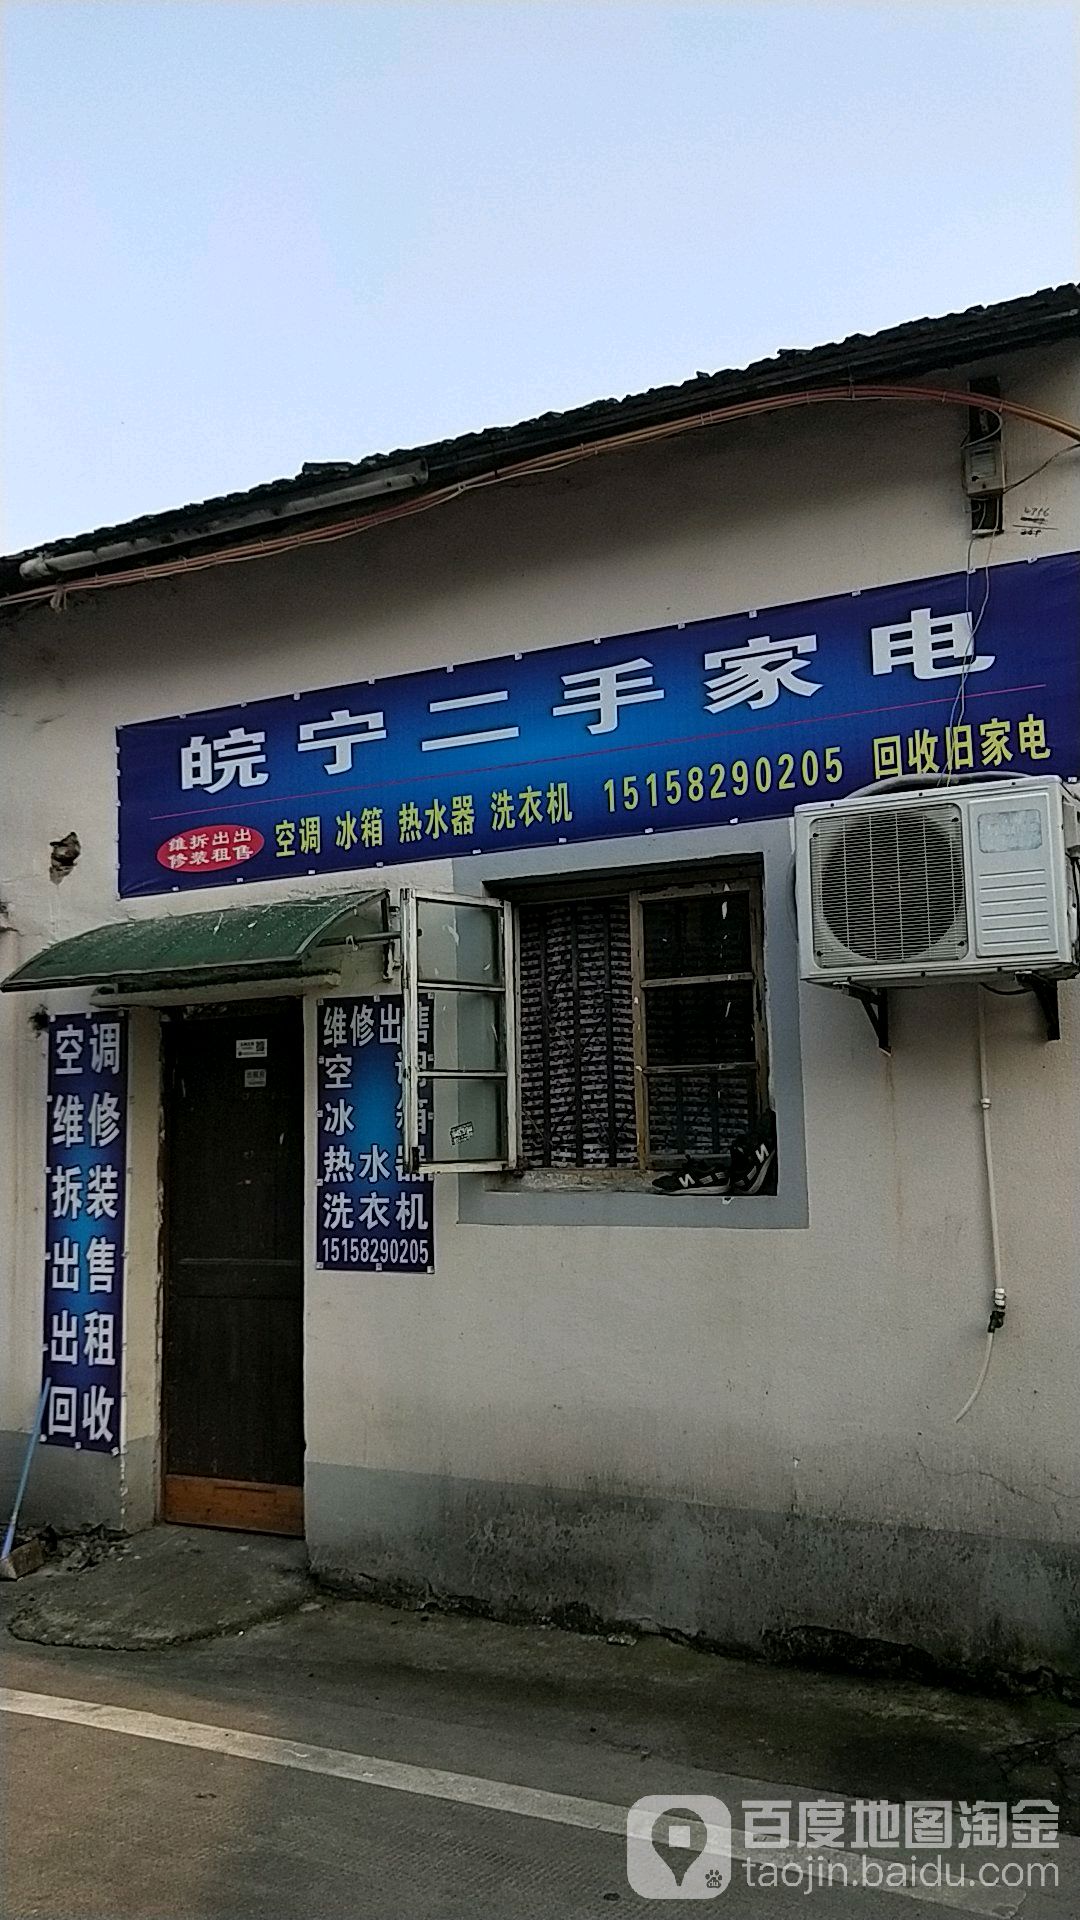 皖宁二手家电
维拆出出
修装租售
空调 冰箱 热水器 洗衣机 15158290205 回收旧家电
空调
维修
拆装
出售
出租
回收
维修出售
空调
冰箱
热水器
洗衣机
15158290205
百度地图淘金
taojin.baidu.com